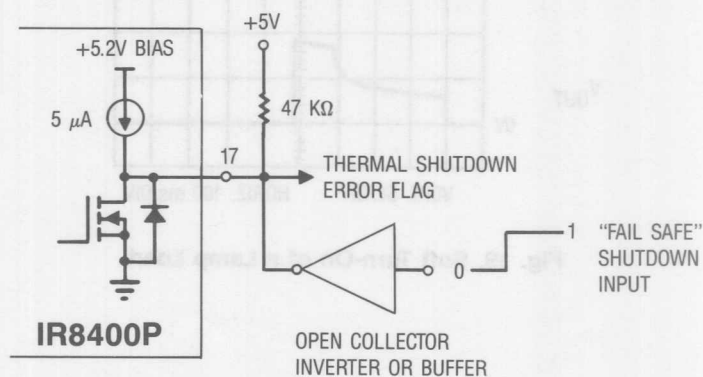 +5V
+5.2V BIAS
5 μA
47 KΩ
17
THERMAL SHUTDOWN
ERROR FLAG
1
"FAIL SAFE"
SHUTDOWN
INPUT
0
IR8400P
OPEN COLLECTOR
INVERTER OR BUFFER